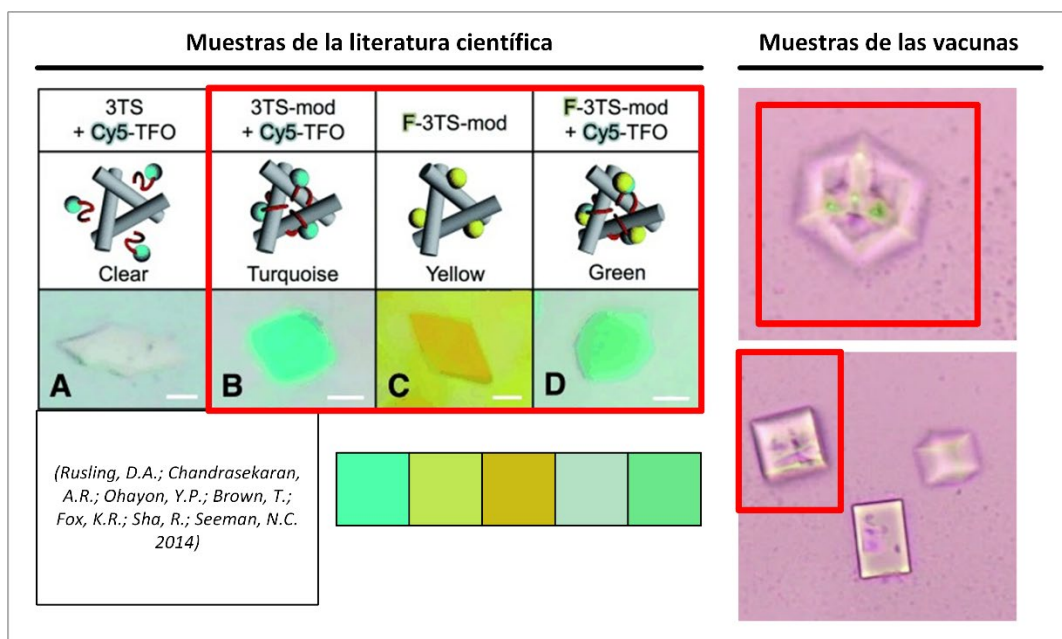 Muestras de la literatura científica
Muestras de las vacunas
3TS
+ Cy5-TFO
3TS-mod
+ Cy5-TFO
F-3TS-mod
F-3TS-mod
+ Cy5-TFO
Clear
Turquoise
Yellow
Green
A
B
C
D
(Rusling, D.A.; Chandrasekaran,
A.R.; Ohayon, Y.P.; Brown, T.;
Fox, K.R.; Sha, R.; Seeman, N.C.
2014)